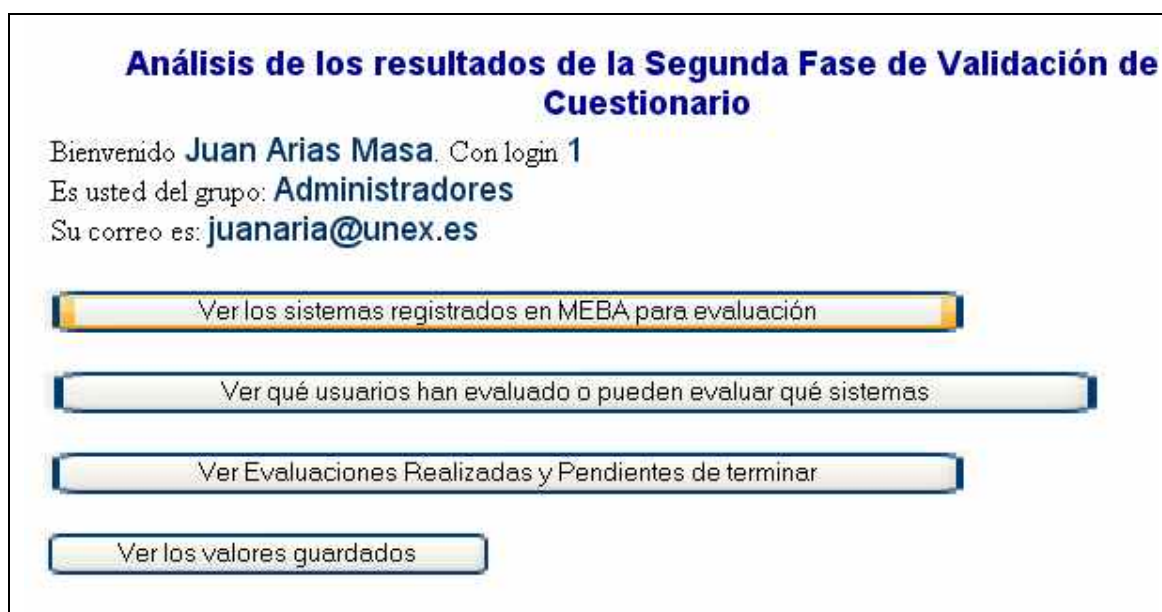 Análisis de los resultados de la Segunda Fase de Validación de
Cuestionario
Bienvenido Juan Arias Masa. Con login 1
Es usted del grupo: Administradores
Su correo es: juanaria@unex.es
Ver los sistemas registrados en MEBA para evaluación
Ver qué usuarios han evaluado o pueden evaluar qué sistemas
Ver Evaluaciones Realizadas y Pendientes de terminar
Ver los valores guardados